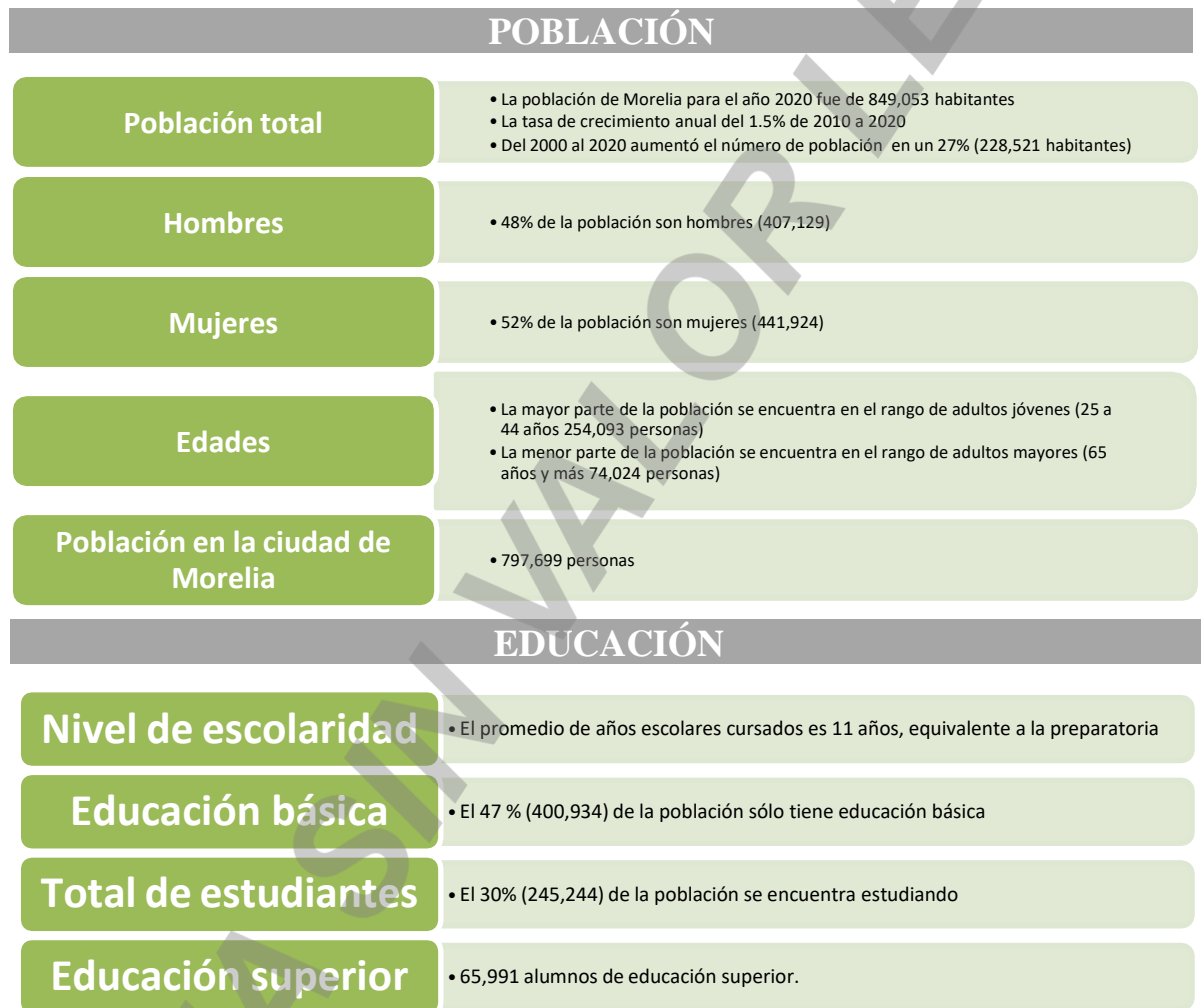 POBLACIÓN
Población total
• La población de Morelia para el año 2020 fue de 849,053 habitantes
• La tasa de crecimiento anual del 1.5% de 2010 a 2020
• Del 2000 al 2020 aumentó el número de población en un 27% (228,521 habitantes)
Hombres
• 48% de la población son hombres (407,129)
Mujeres
• 52% de la población son mujeres (441,924)
Edades
• La mayor parte de la población se encuentra en el rango de adultos jóvenes (25 a
44 años 254,093 personas)
• La menor parte de la población se encuentra en el rango de adultos mayores (65
años y más 74,024 personas)
Población en la ciudad de
Morelia
• 797,699 personas
EDUCACIÓN
Nivel de escolaridad
• El promedio de años escolares cursados es 11 años, equivalente a la preparatoria
Educación básica
• El 47 % (400,934) de la población sólo tiene educación básica
Total de estudiantes
• El 30% (245,244) de la población se encuentra estudiando
Educación superior
• 65,991 alumnos de educación superior.
SIN VALOR